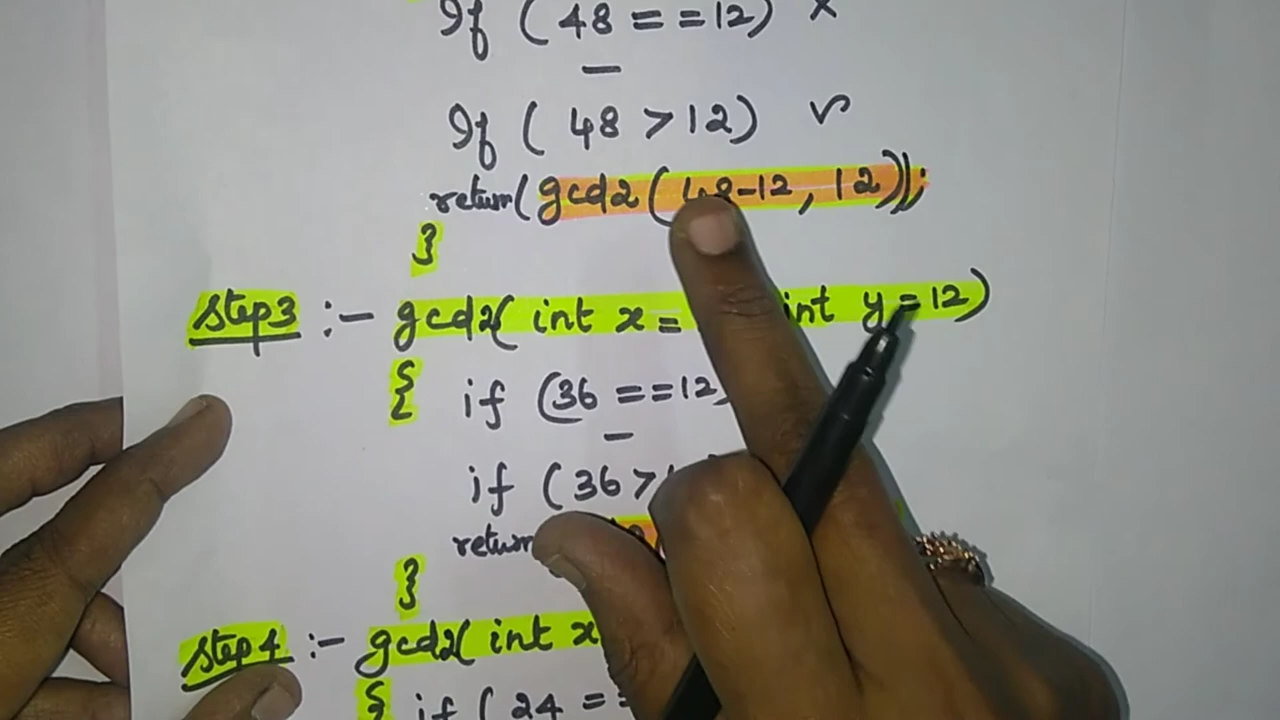 If ( 48 = = 12 ) x
If ( 48 > 12 ) ✓
return ( gcd2 ( 48-12 , 12 ) ) ;
}
Step3 :- gcd2 ( int x = int y = 12 )
{ if ( 36 = = 12
if ( 36 >
return
}
Step4 :- gcd2 ( int x
{ if ( 24 = =